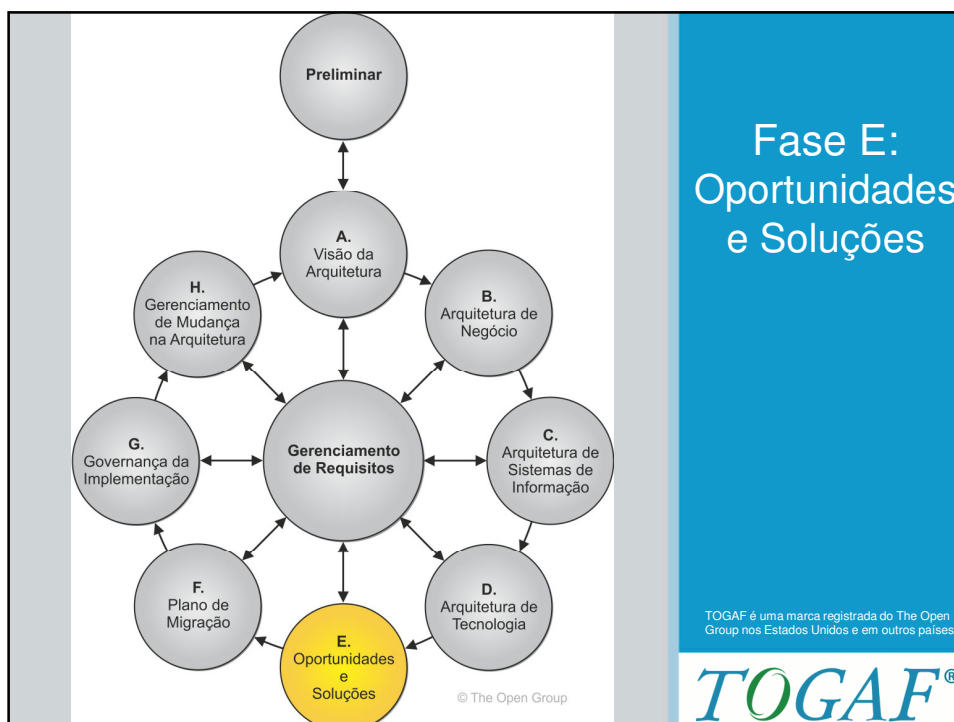 Preliminar
A.
Visão da
Arquitetura
B.
Arquitetura de
Negócio
C.
Arquitetura de
Sistemas de
Informação
D.
Arquitetura de
Tecnologia
E.
Oportunidades
e
Soluções
F.
Plano de
Migração
G.
Governança da
Implementação
H.
Gerenciamento
de Mudança
na Arquitetura
Gerenciamento
de Requisitos
© The Open Group
Fase E:
Oportunidades
e Soluções
TOGAF é uma marca registrada do The Open
Group nos Estados Unidos e em outros países
TOGAF®